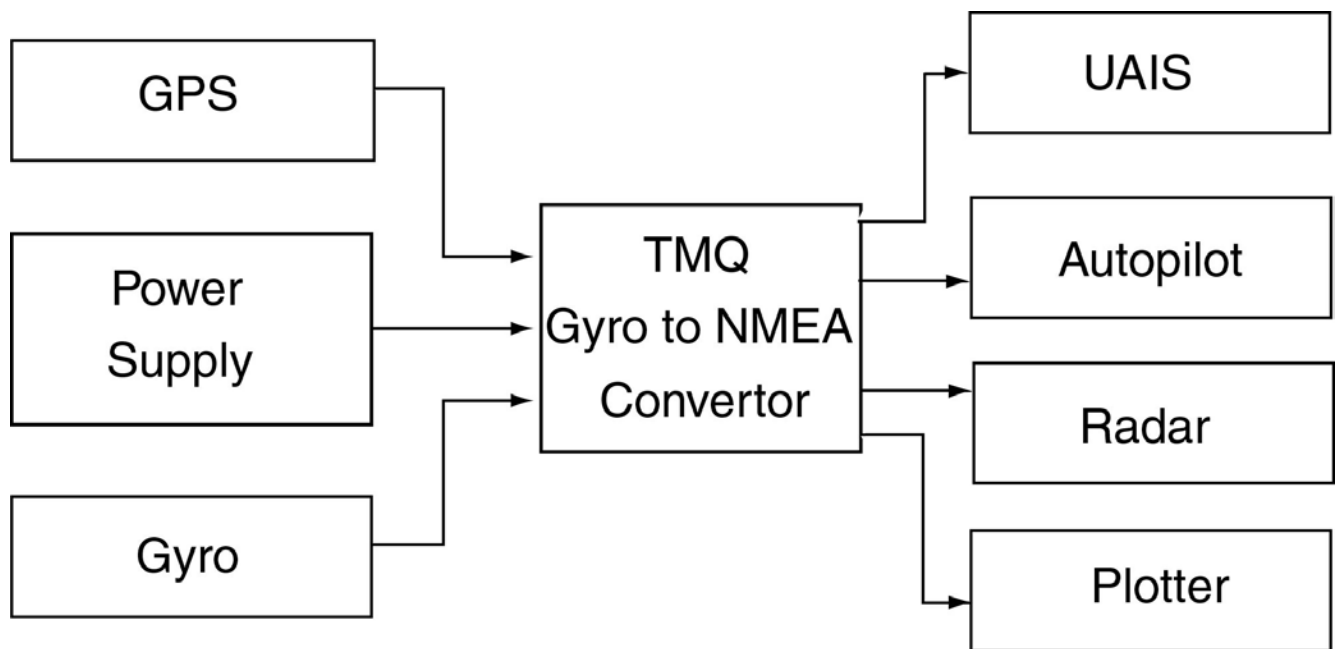 GPS
Power
Supply
Gyro
TMQ
Gyro to NMEA
Convertor
UAIS
Autopilot
Radar
Plotter